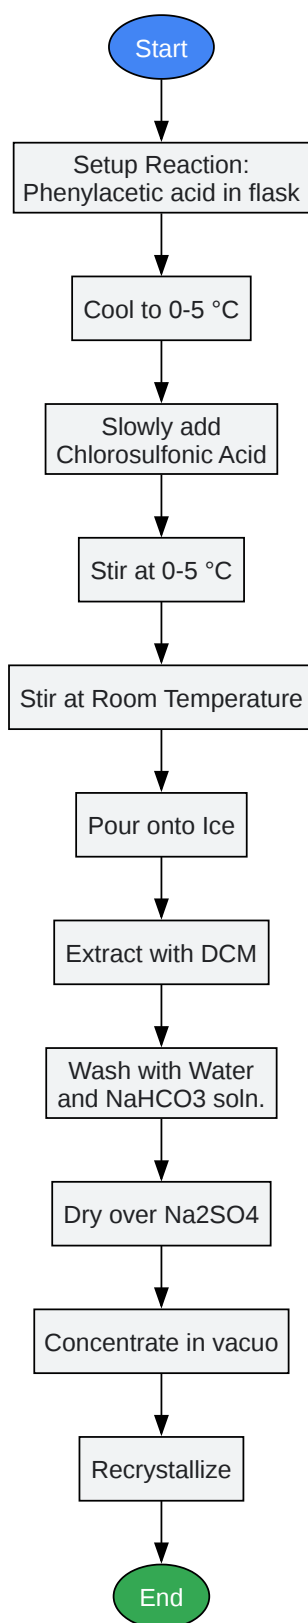 Start
Setup Reaction:
Phenylacetic acid in flask
Cool to 0-5 °C
Slowly add
Chlorosulfonic Acid
Stir at 0-5 °C
Stir at Room Temperature
Pour onto Ice
Extract with DCM
Wash with Water
and NaHCO3 soln.
Dry over Na2SO4
Concentrate in vacuo
Recrystallize
End